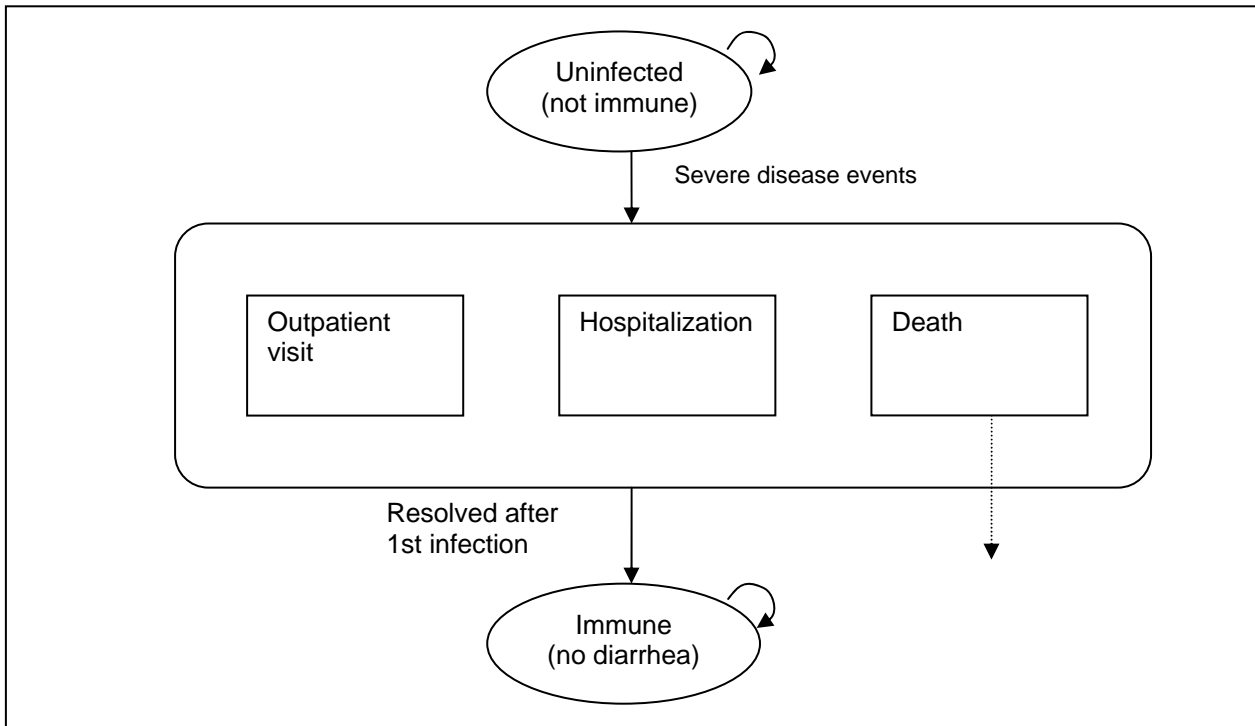 Uninfected
(not immune)
Severe disease events
Outpatient
visit
Hospitalization
Death
Resolved after
1st infection
Immune
(no diarrhea)